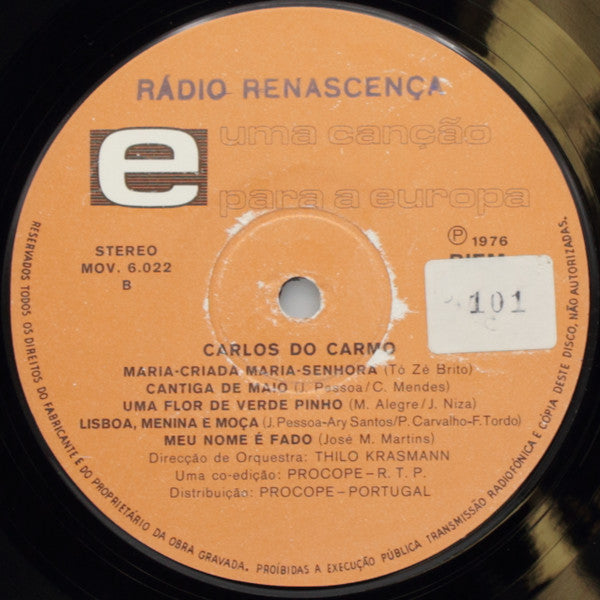 RÁDIO RENASCENÇA
e
uma canção
para a europa
STEREO
MOV. 6.022
B
Ⓟ 1976
101
CARLOS DO CARMO
MARIA-CRIADA MARIA-SENHORA (Tó Zé Brito)
CANTIGA DE MAIO (J. Pessoa/C. Mendes)
UMA FLOR DE VERDE PINHO (M. Alegre/J. Niza)
LISBOA, MENINA E MOÇA (J. Pessoa-Ary Santos/P. Carvalho-F. Tordo)
MEU NOME É FADO (José M. Martins)
Direcção de Orquestra: THILO KRASMANN
Uma co-edição: PROCOPE-R. T. P.
Distribuição: PROCOPE-PORTUGAL
RESERVADOS TODOS OS DIREITOS DO FABRICANTE E DO PROPRIETÁRIO DA OBRA GRAVADA. PROIBIDAS A EXECUÇÃO PÚBLICA TRANSMISSÃO RADIOFÓNICA E CÓPIA DESTE DISCO, NÃO AUTORIZADAS.